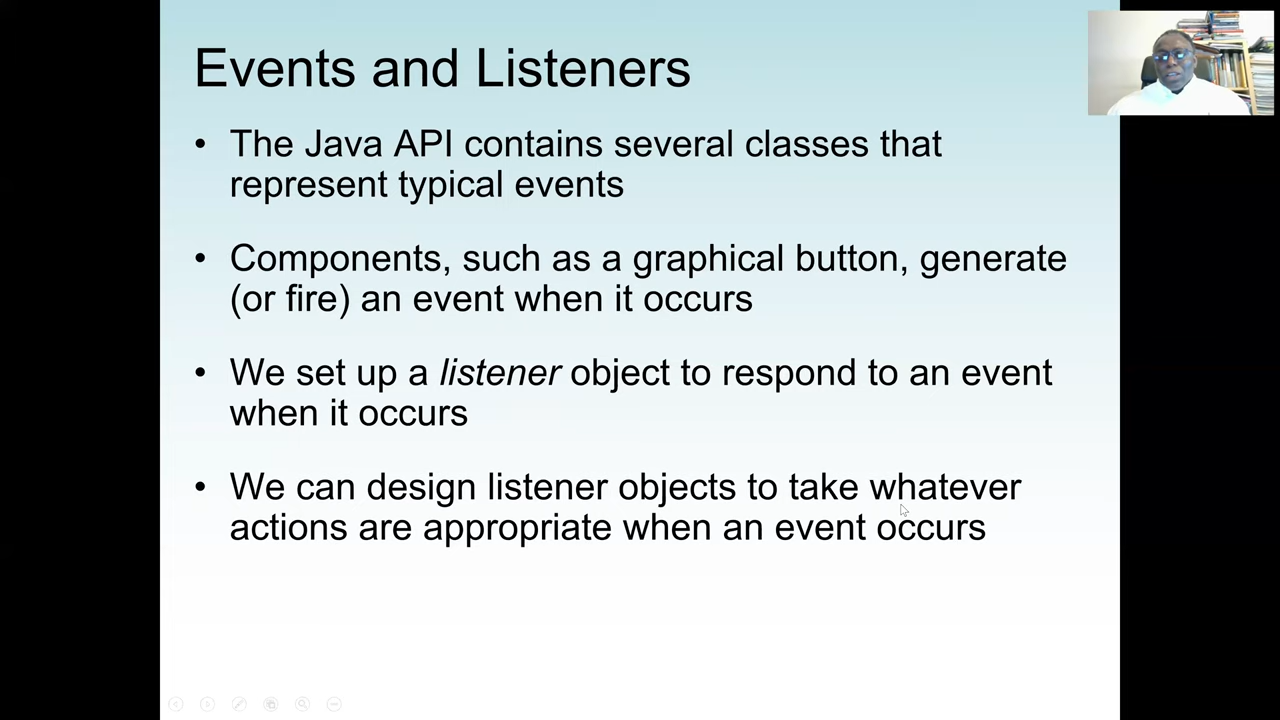 Events and Listeners
• The Java API contains several classes that
represent typical events
• Components, such as a graphical button, generate
(or fire) an event when it occurs
• We set up a listener object to respond to an event
when it occurs
• We can design listener objects to take whatever
actions are appropriate when an event occurs